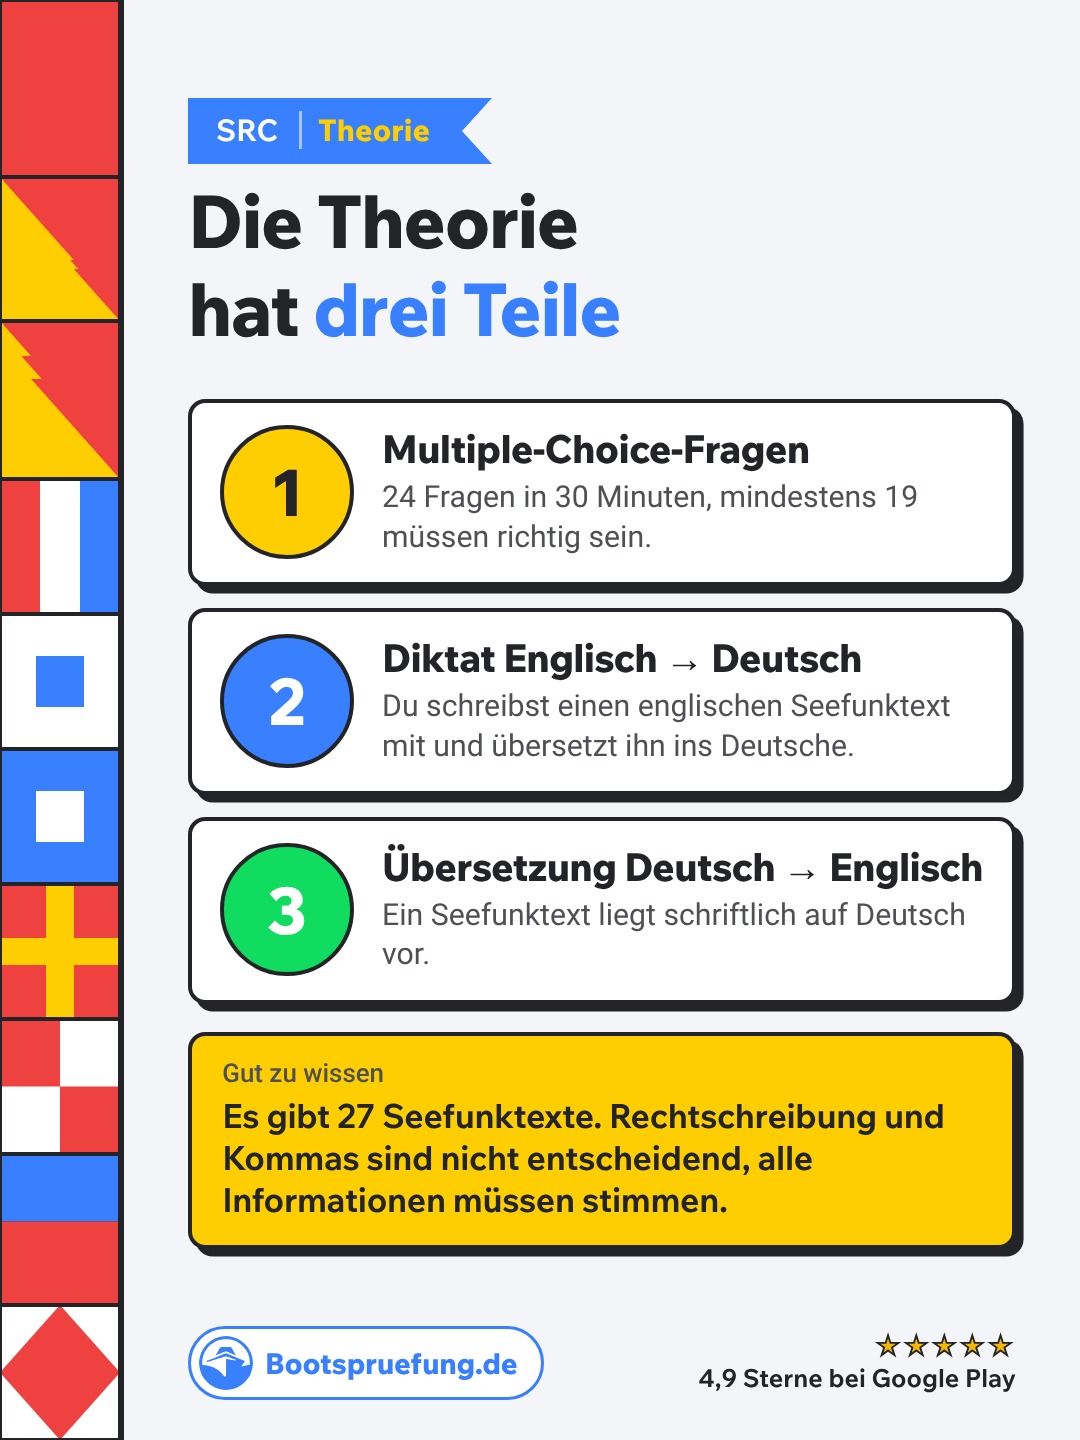 SRC | Theorie
Die Theorie
hat drei Teile
1
Multiple-Choice-Fragen
24 Fragen in 30 Minuten, mindestens 19
müssen richtig sein.
2
Diktat Englisch → Deutsch
Du schreibst einen englischen Seefunktext
mit und übersetzt ihn ins Deutsche.
3
Übersetzung Deutsch → Englisch
Ein Seefunktext liegt schriftlich auf Deutsch
vor.
Gut zu wissen
Es gibt 27 Seefunktexte. Rechtschreibung und
Kommas sind nicht entscheidend, alle
Informationen müssen stimmen.
Bootspruefung.de
4,9 Sterne bei Google Play